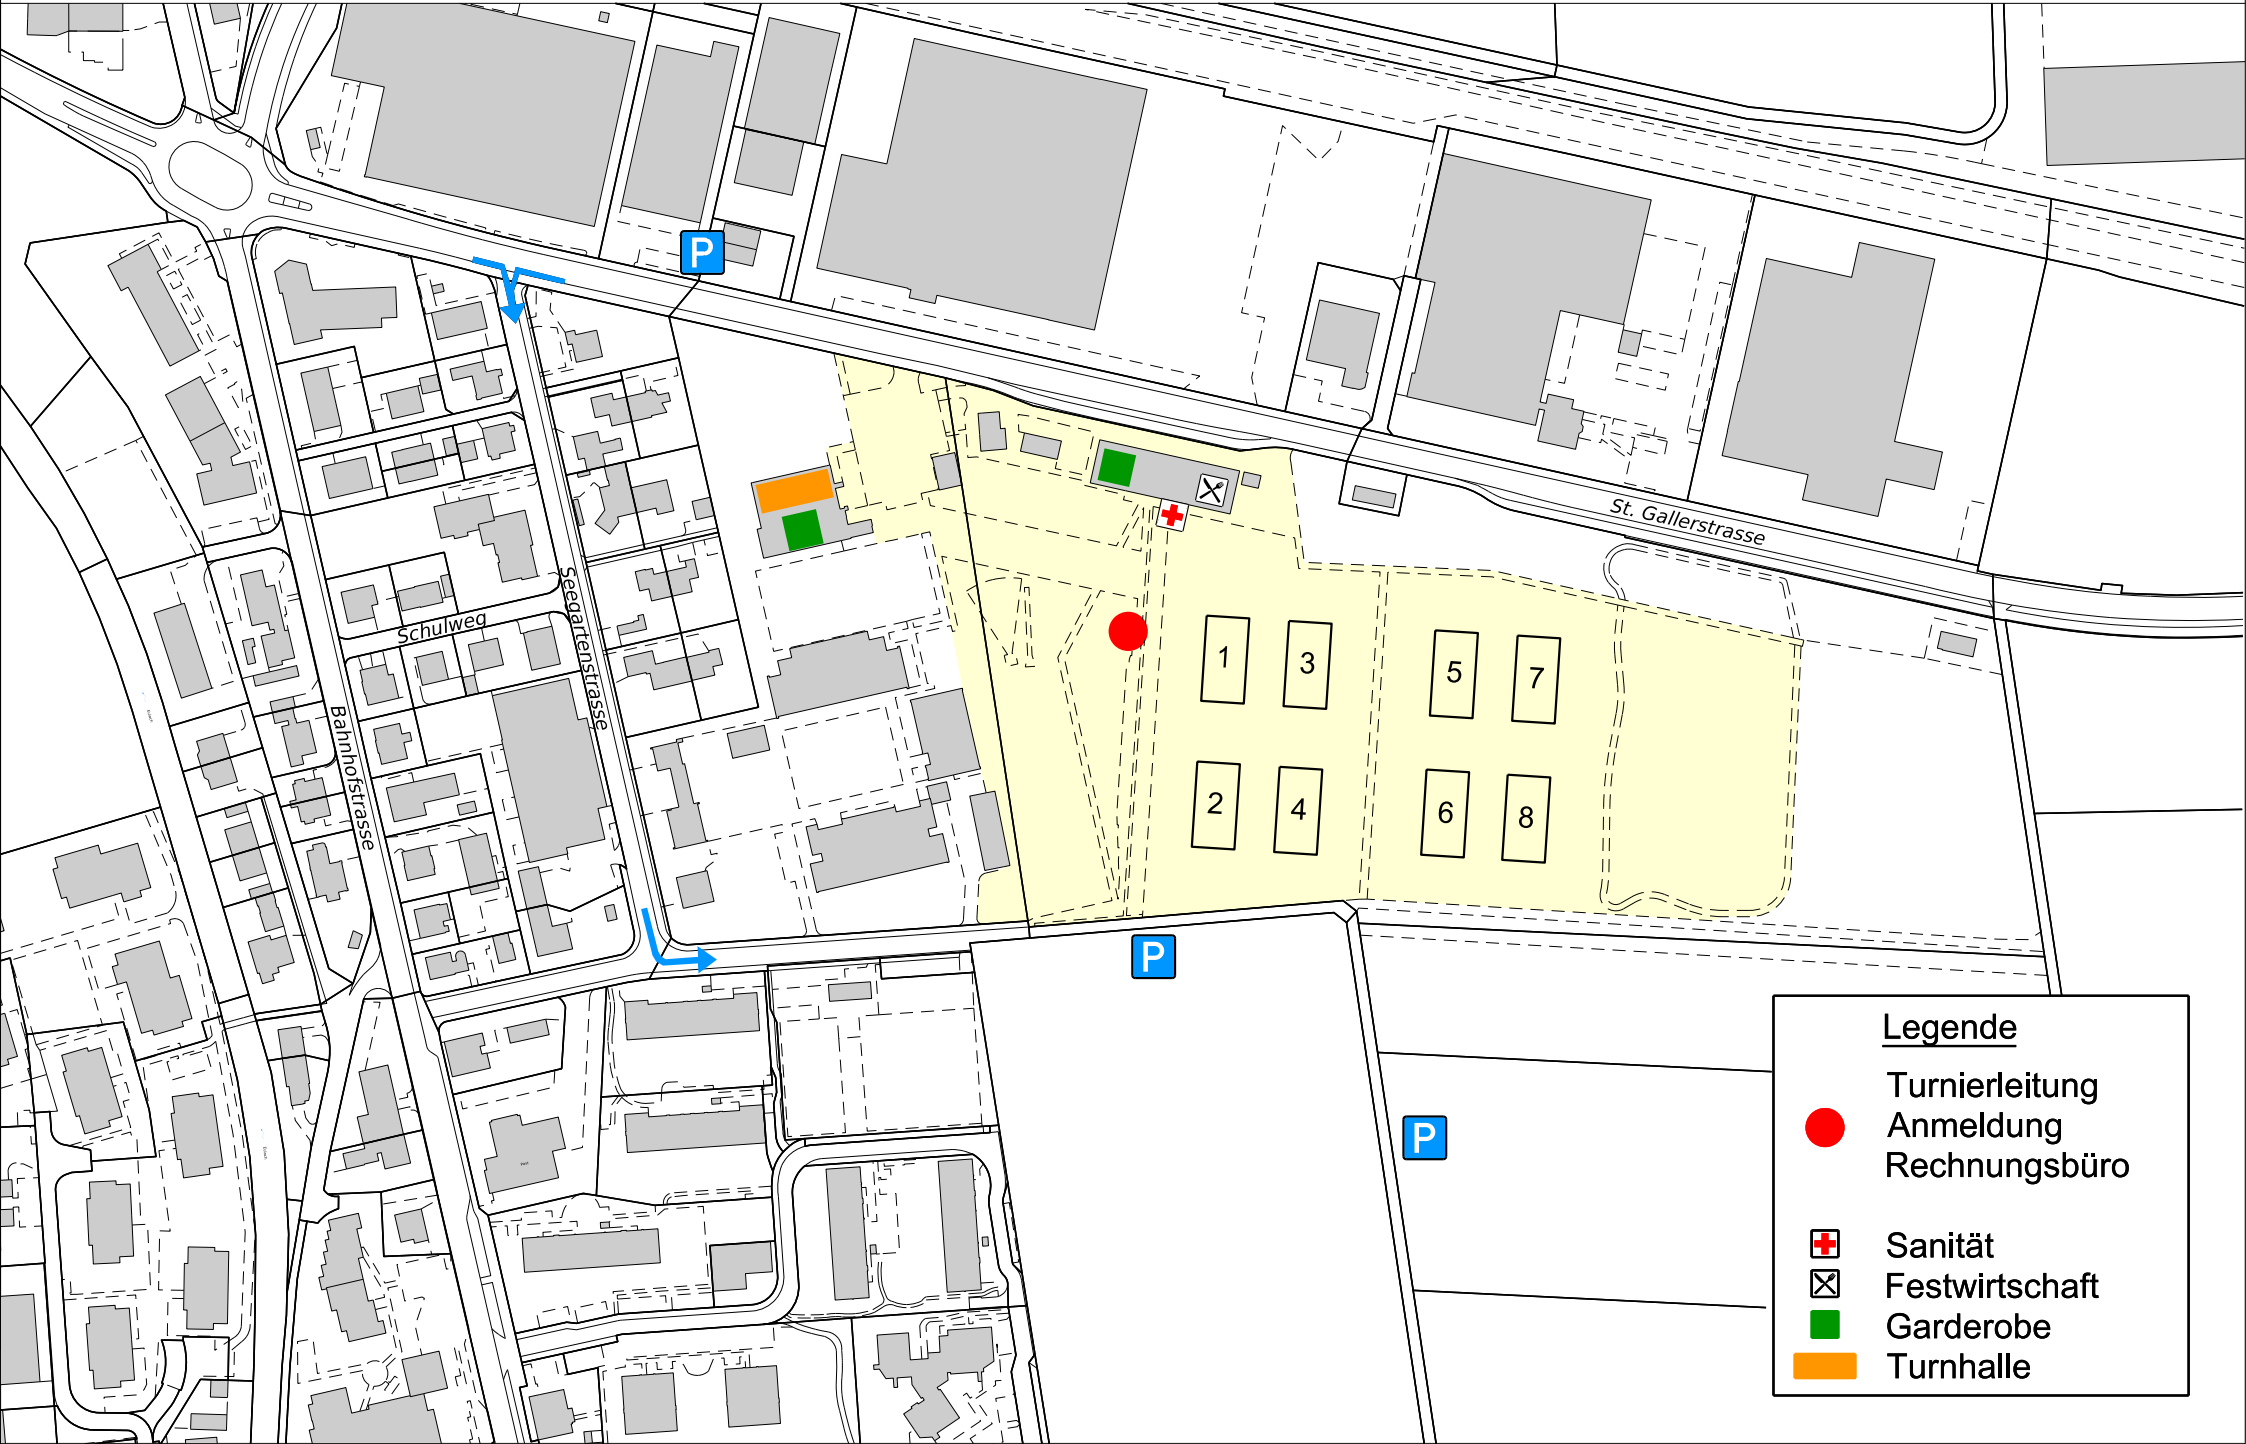 P
St. Gallerstrasse
Seegartenstrasse
Schulweg
Bahnhofstrasse
1
3
5
7
2
4
6
8
P
P
Legende
Turnierleitung
Anmeldung
Rechnungsbüro
Sanität
Festwirtschaft
Garderobe
Turnhalle